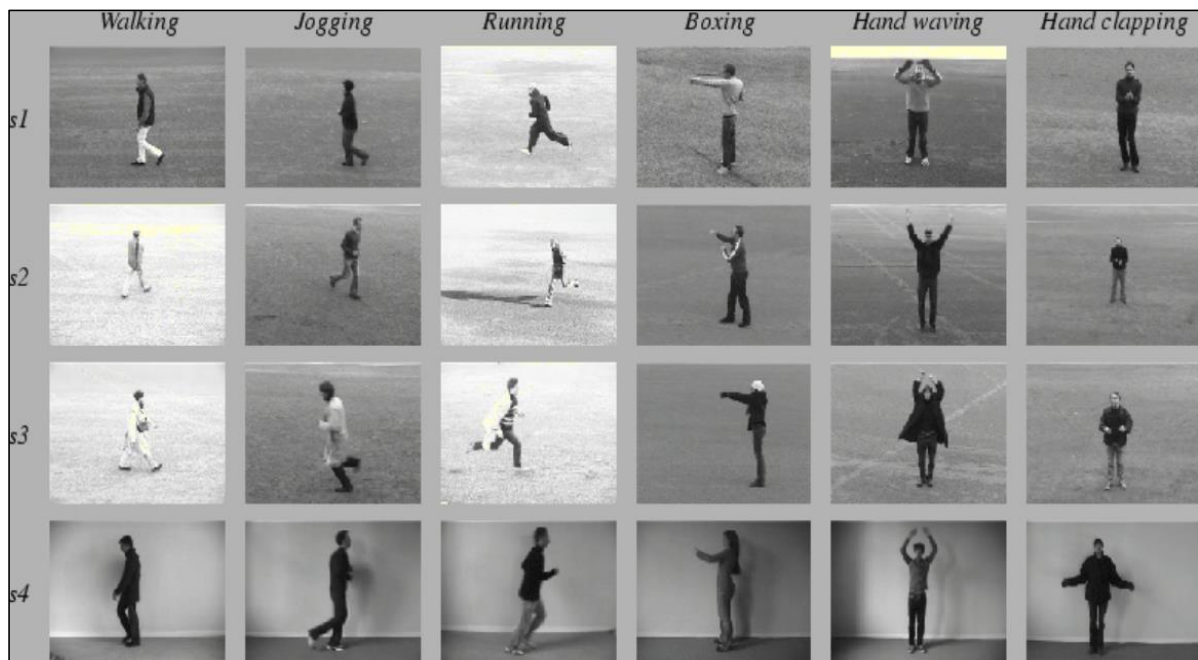 Walking Jogging Running Boxing Hand waving Hand clapping
s1
s2
s3
s4